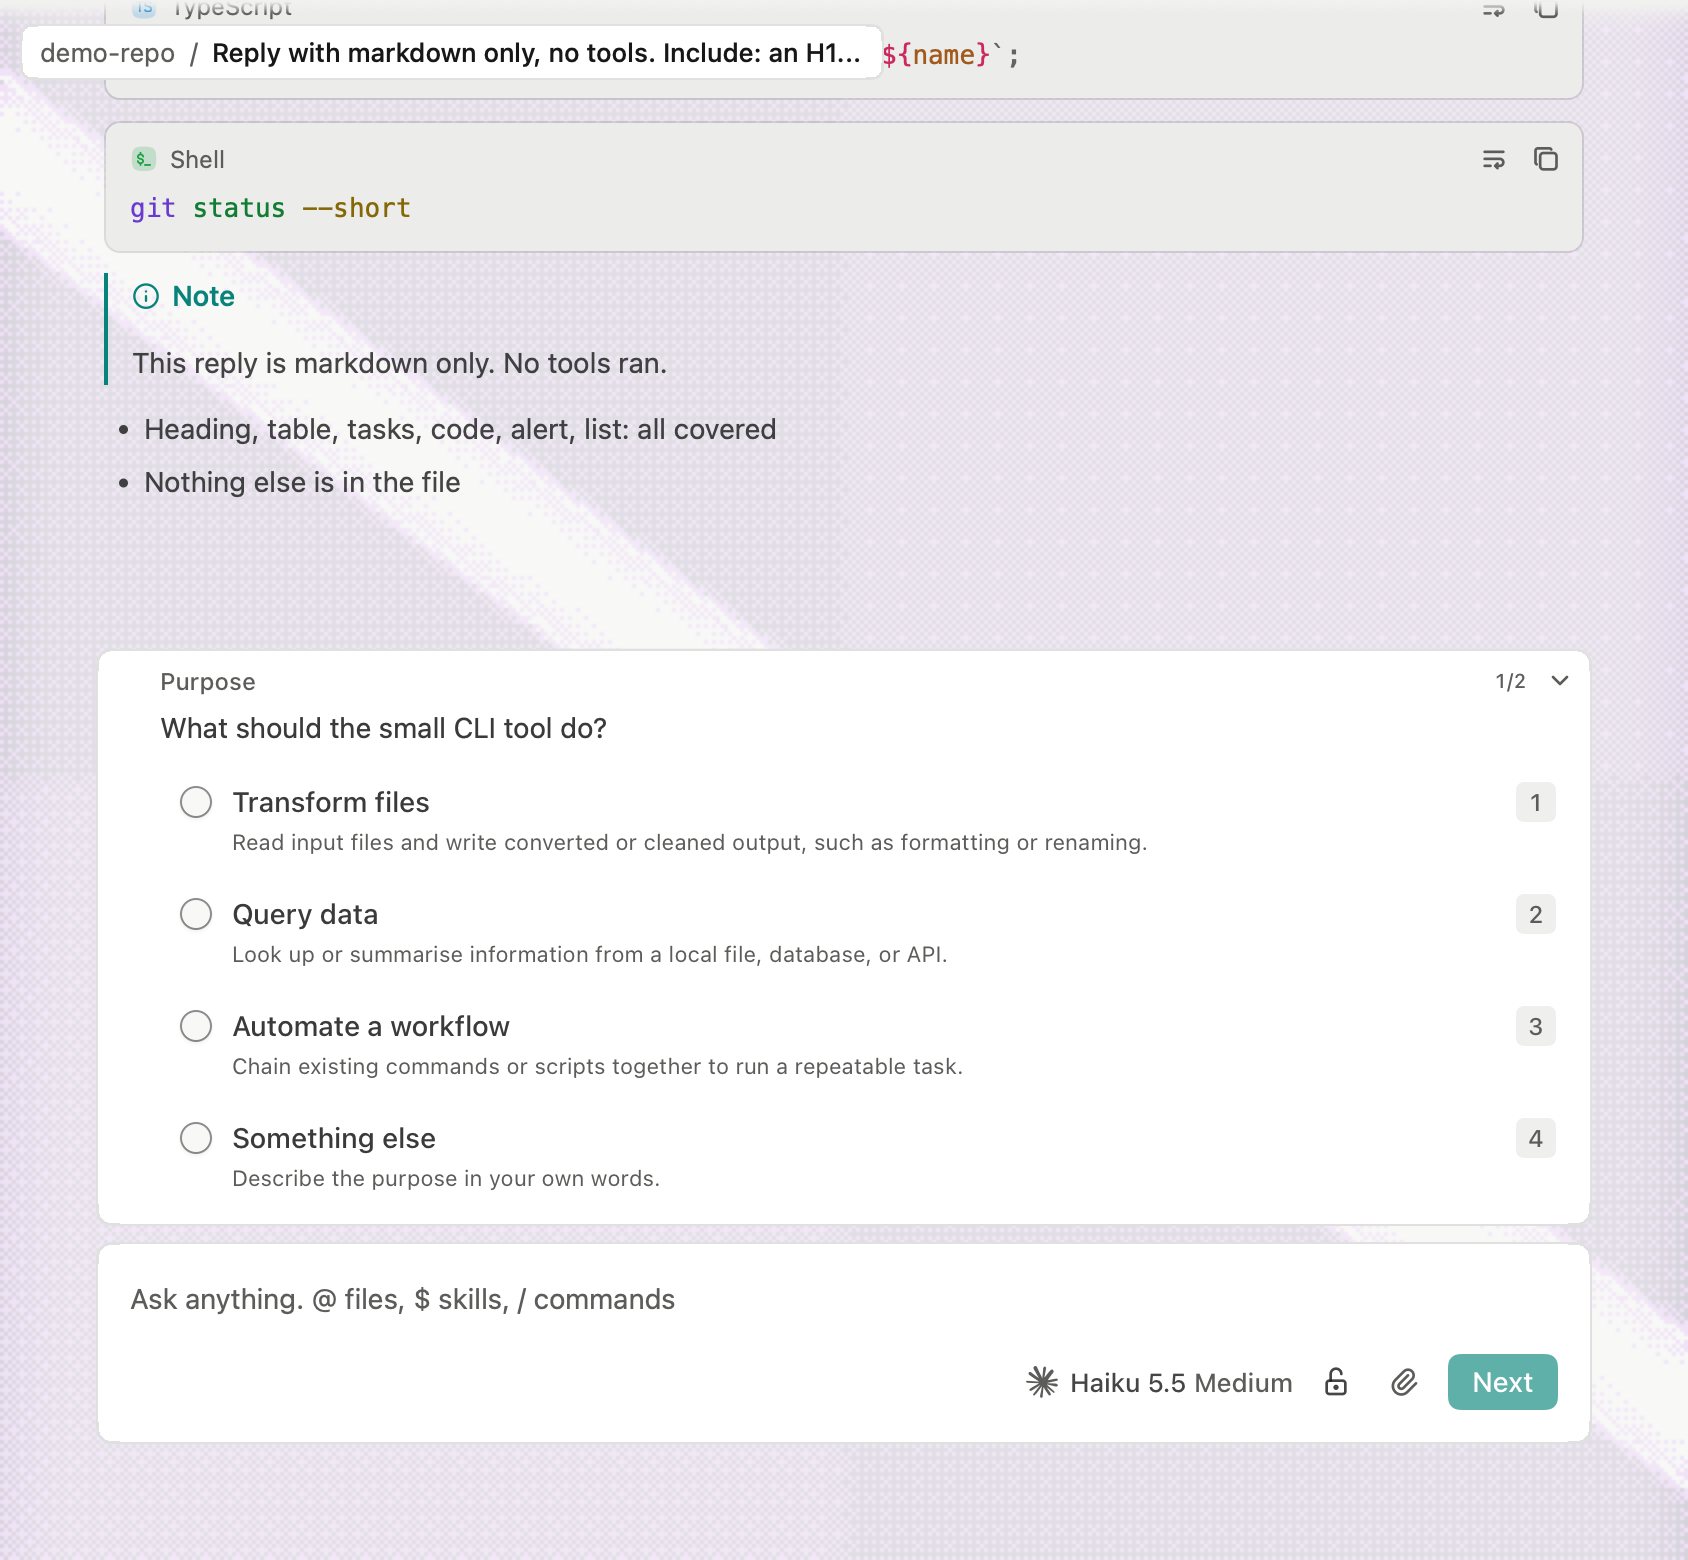 TS TypeScript
demo-repo / Reply with markdown only, no tools. Include: an H1... ${name}`;
$_ Shell
git status --short
Note
This reply is markdown only. No tools ran.
• Heading, table, tasks, code, alert, list: all covered
• Nothing else is in the file
Purpose 1/2
What should the small CLI tool do?
Transform files 1
Read input files and write converted or cleaned output, such as formatting or renaming.
Query data 2
Look up or summarise information from a local file, database, or API.
Automate a workflow 3
Chain existing commands or scripts together to run a repeatable task.
Something else 4
Describe the purpose in your own words.
Ask anything. @ files, $ skills, / commands
Haiku 5.5 Medium Next